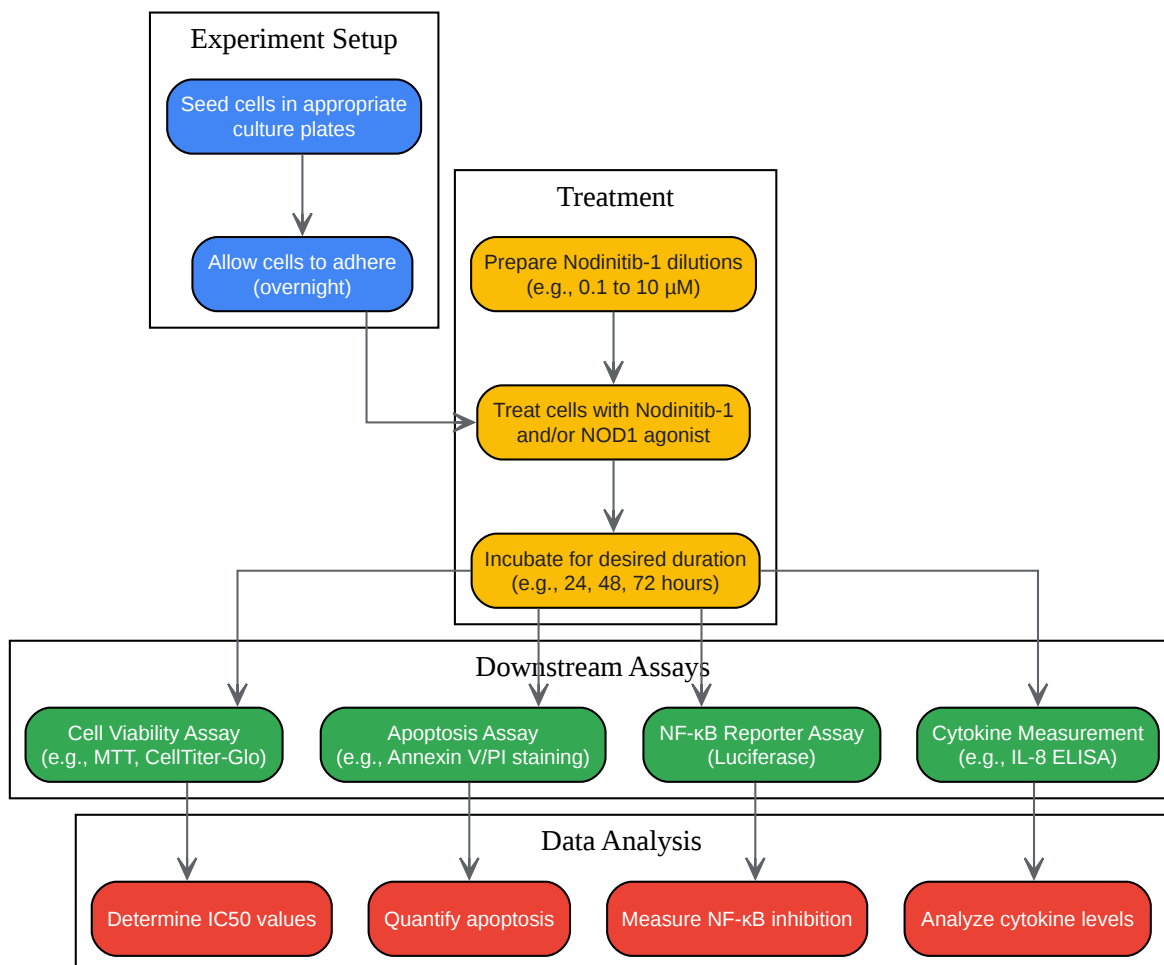 Experiment Setup
Seed cells in appropriate
culture plates
Allow cells to adhere
(overnight)
Treatment
Prepare Nodinitib-1 dilutions
(e.g., 0.1 to 10 µM)
Treat cells with Nodinitib-1
and/or NOD1 agonist
Incubate for desired duration
(e.g., 24, 48, 72 hours)
Downstream Assays
Cell Viability Assay
(e.g., MTT, CellTiter-Glo)
Apoptosis Assay
(e.g., Annexin V/PI staining)
NF-κB Reporter Assay
(Luciferase)
Cytokine Measurement
(e.g., IL-8 ELISA)
Data Analysis
Determine IC50 values
Quantify apoptosis
Measure NF-κB inhibition
Analyze cytokine levels